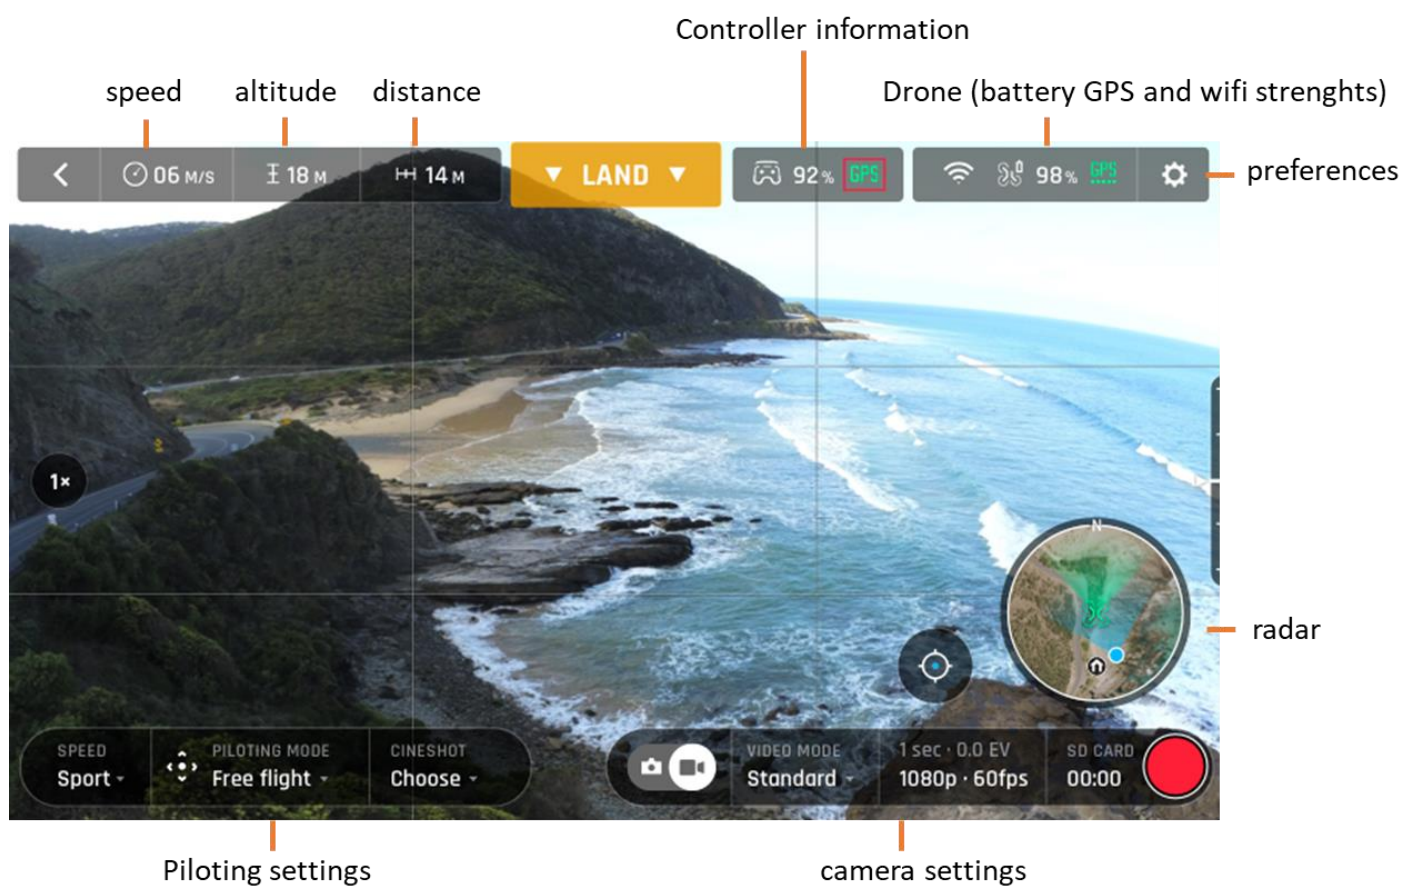 Controller information
speed altitude distance
Drone (battery GPS and wifi strenghts)
06 M/S 18 M 14 M LAND 92% GPS 98% GPS
preferences
1×
N
radar
SPEED PILOTING MODE CINESHOT VIDEO MODE 1 sec · 0.0 EV SD CARD
Sport Free flight Choose Standard 1080p · 60fps 00:00
Piloting settings camera settings